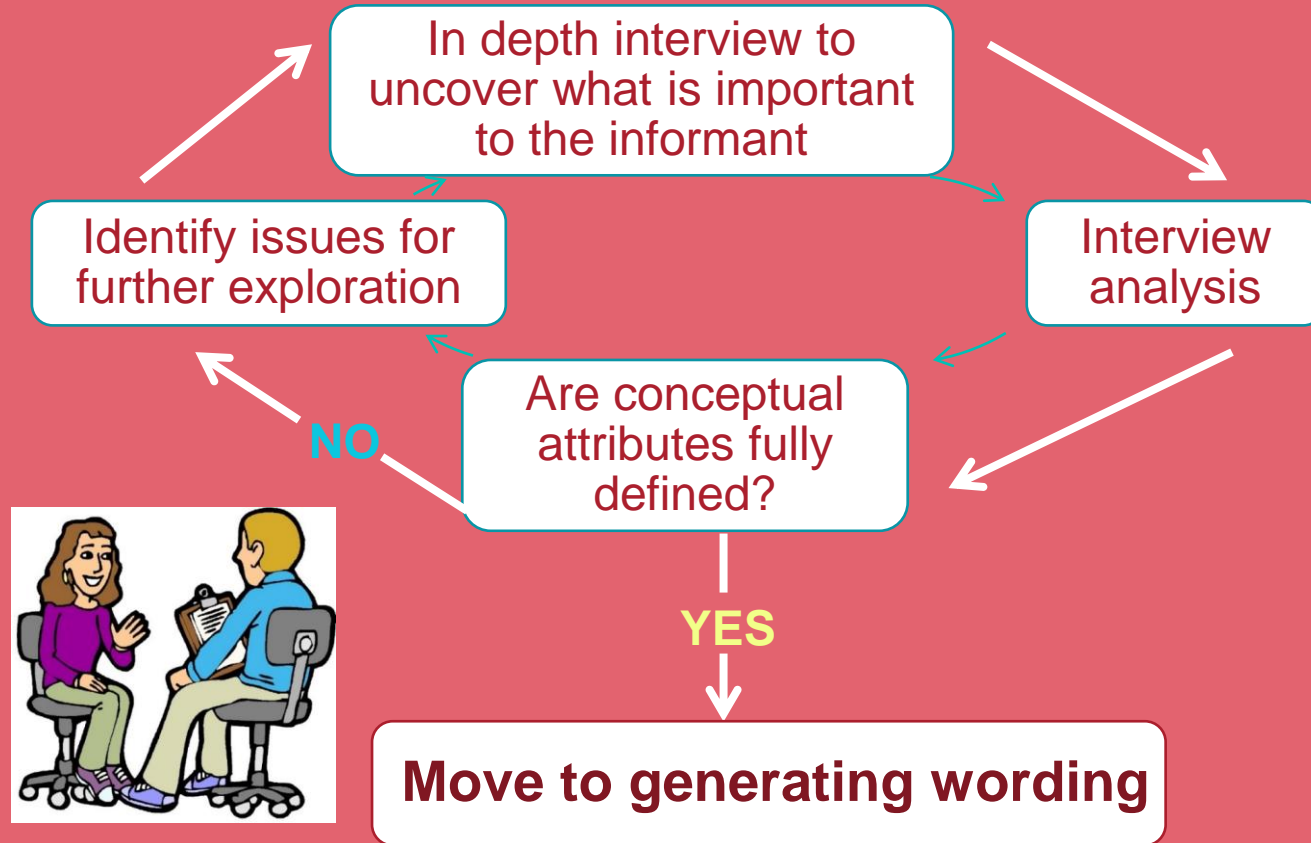 In depth interview to
uncover what is important
to the informant
Identify issues for
further exploration
Interview
analysis
Are conceptual
attributes fully
defined?
NO
YES
Move to generating wording